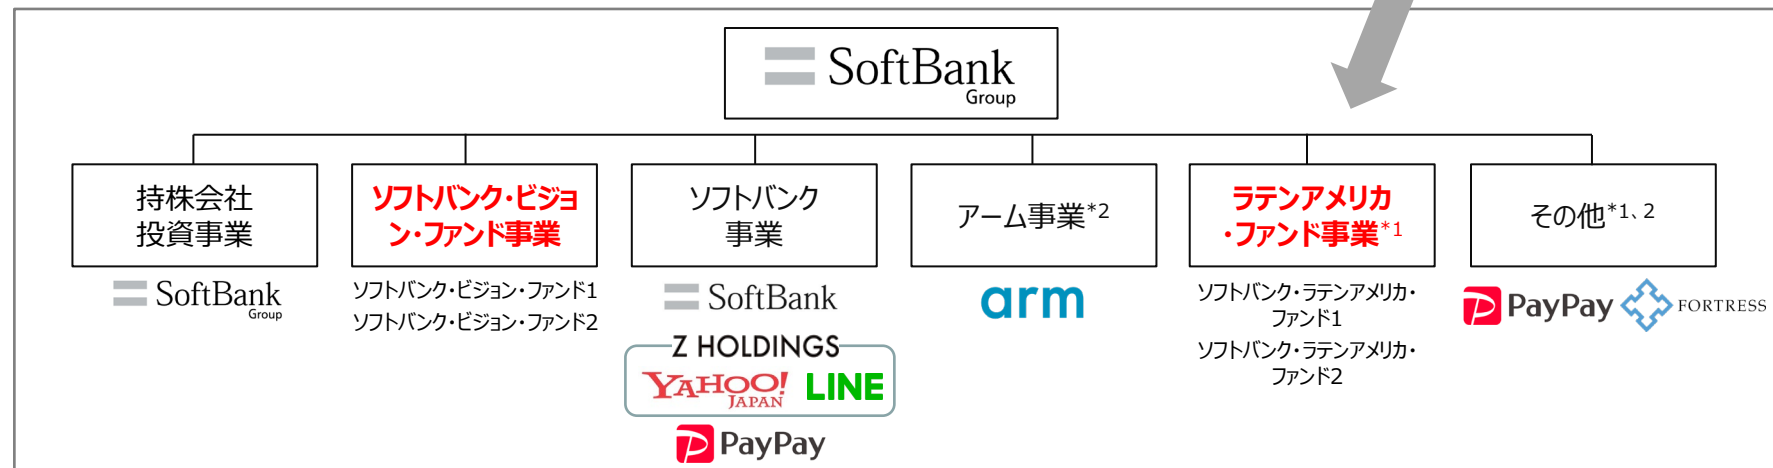 SoftBank
Group
持株会社
投資事業
SoftBank
Group
ソフトバンク・ビジョ
ン・ファンド事業
ソフトバンク・ビジョン・ファンド1
ソフトバンク・ビジョン・ファンド2
ソフトバンク
事業
SoftBank
Z HOLDINGS
YAHOO!
JAPAN
LINE
PayPay
アーム事業*2
arm
ラテンアメリカ
・ファンド事業*1
ソフトバンク・ラテンアメリカ・
ファンド1
ソフトバンク・ラテンアメリカ・
ファンド2
その他*1、2
PayPay
FORTRESS